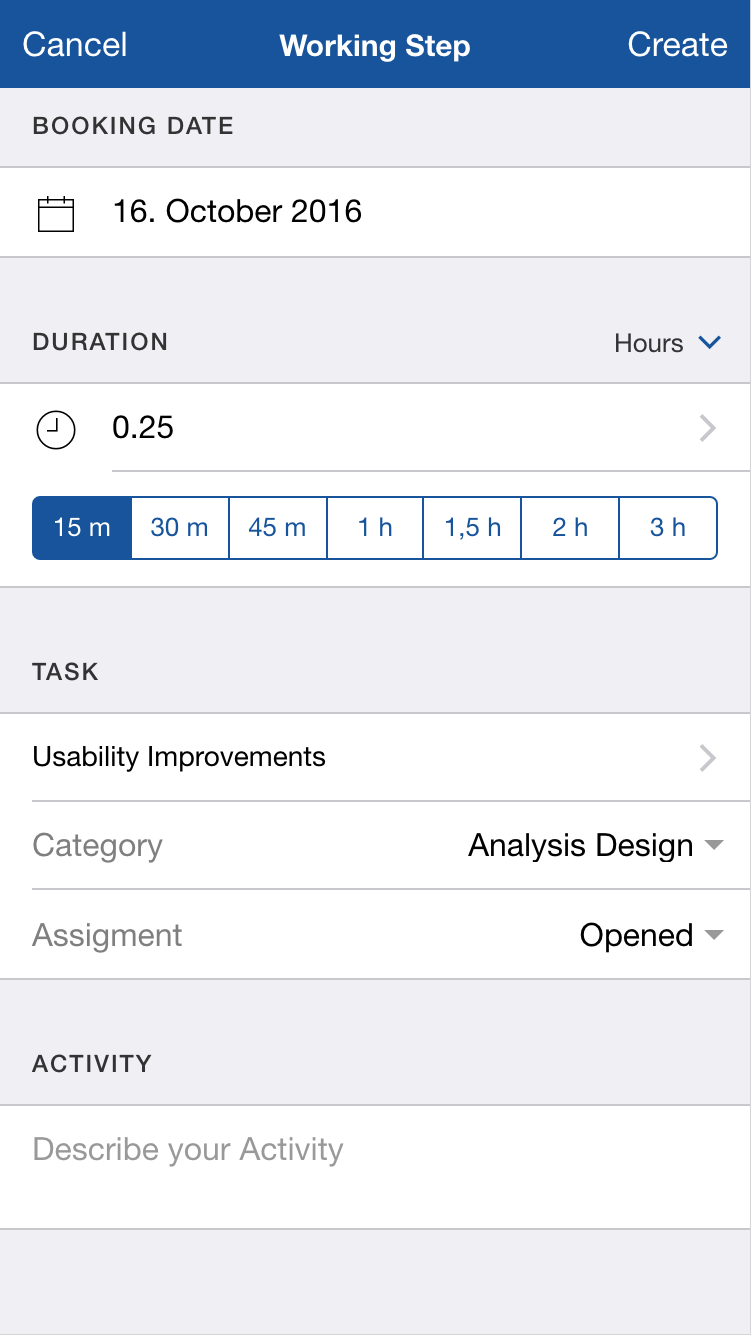 Cancel Working Step Create
BOOKING DATE
16. October 2016
DURATION Hours
0.25
15 m 30 m 45 m 1 h 1,5 h 2 h 3 h
TASK
Usability Improvements
Category Analysis Design
Assigment Opened
ACTIVITY
Describe your Activity